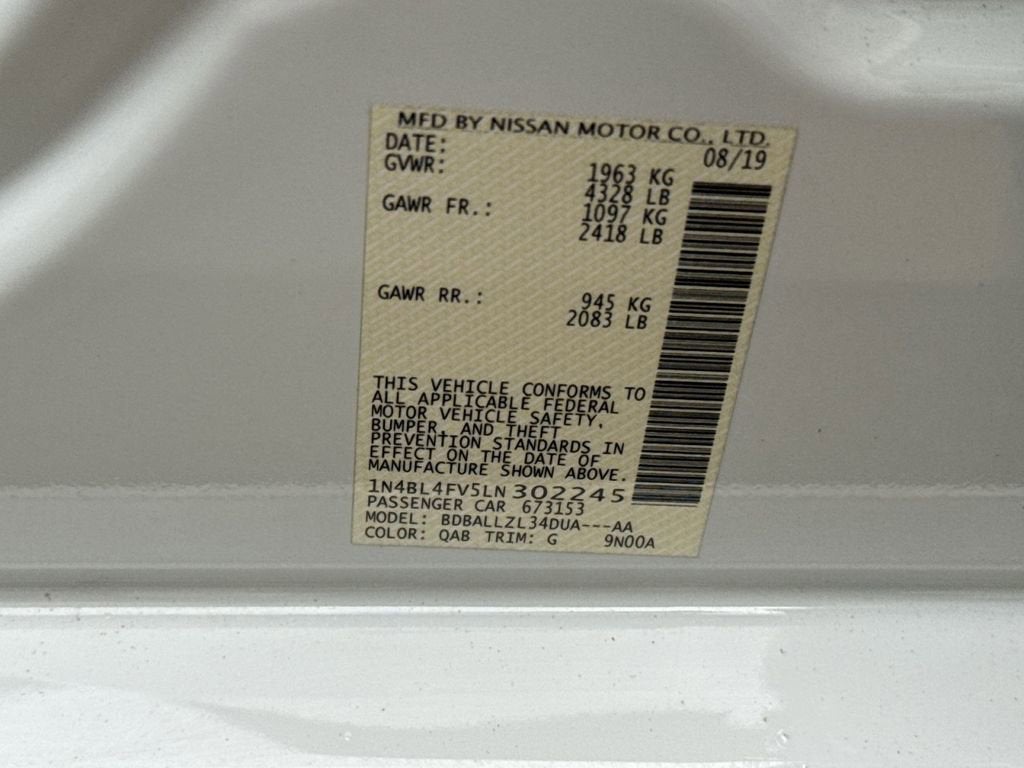 MFD BY NISSAN MOTOR CO., LTD.
DATE: 08/19
GVWR: 1963 KG
4328 LB
GAWR FR.: 1097 KG
2418 LB
GAWR RR.: 945 KG
2083 LB
THIS VEHICLE CONFORMS TO
ALL APPLICABLE FEDERAL
MOTOR VEHICLE SAFETY,
BUMPER, AND THEFT
PREVENTION STANDARDS IN
EFFECT ON THE DATE OF
MANUFACTURE SHOWN ABOVE.
1N4BL4FV5LN302245
PASSENGER CAR 673153
MODEL: BDBALLZL34DUA---AA
COLOR: QAB TRIM: G 9N00A